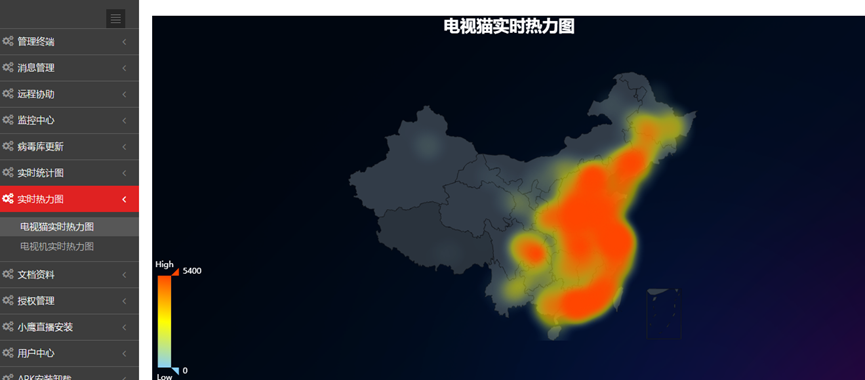 管理终端
消息管理
远程协助
监控中心
病毒库更新
实时统计图
实时热力图
电视猫实时热力图
电视机实时热力图
文档资料
授权管理
小鹰直播安装
用户中心
APK安装卸载
电视猫实时热力图
High
5400
0
Low